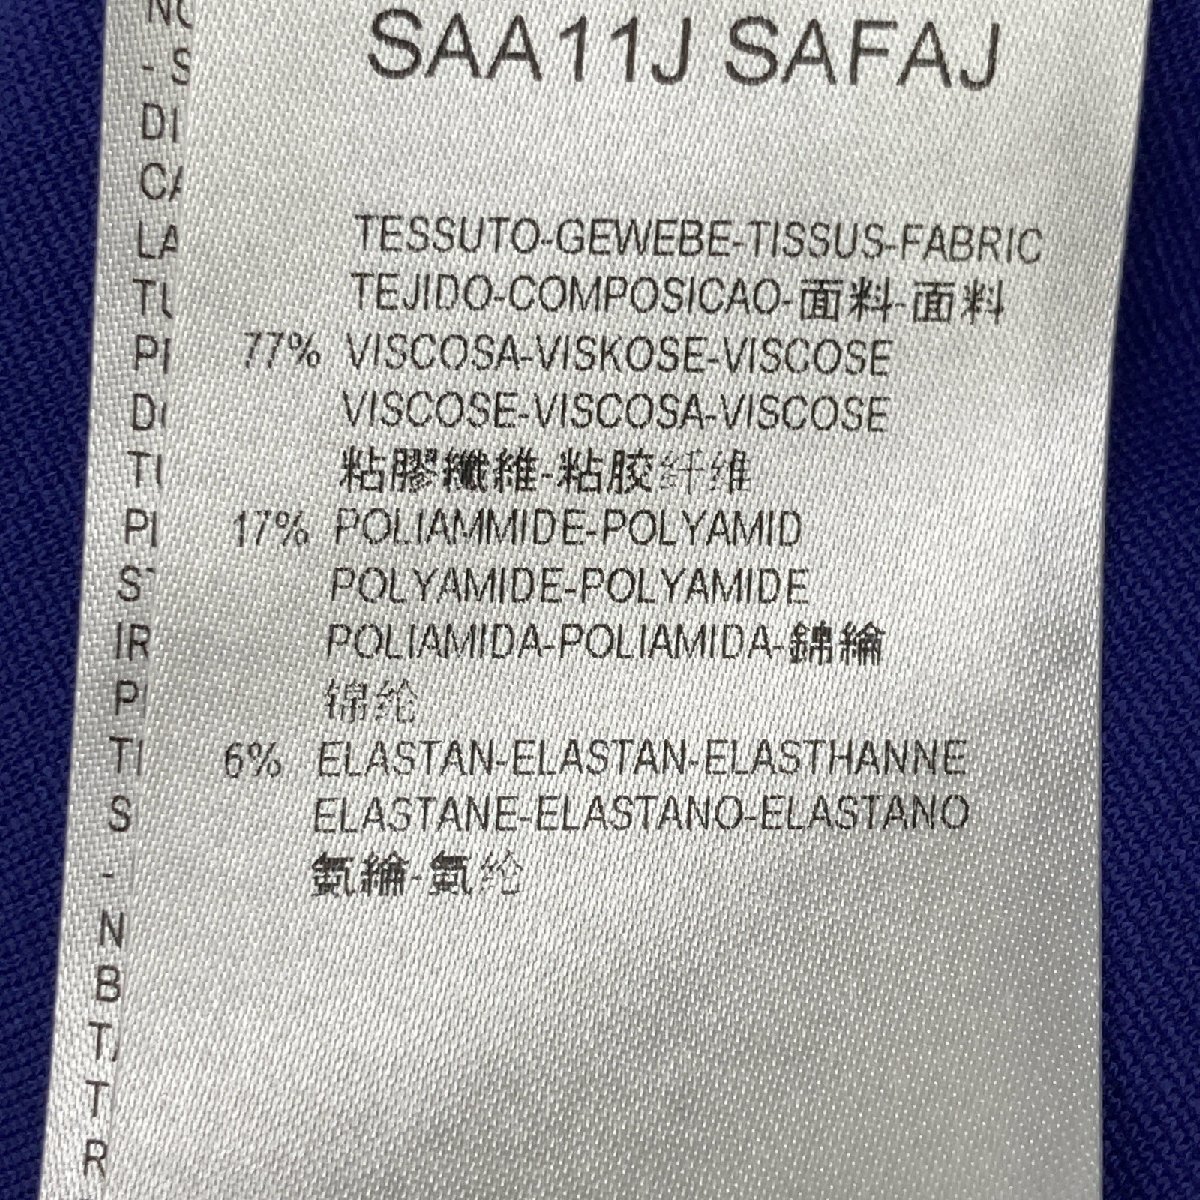 SAA11J SAFAJ
TESSUTO-GEWEBE-TISSUS-FABRIC
TEJIDO-COMPOSICAO-面料-面料
77% VISCOSA-VISKOSE-VISCOSE
VISCOSE-VISCOSA-VISCOSE
粘膠纖維-粘胶纤维
17% POLIAMMIDE-POLYAMID
POLYAMIDE-POLYAMIDE
POLIAMIDA-POLIAMIDA-錦綸
锦纶
6% ELASTAN-ELASTAN-ELASTHANNE
ELASTANE-ELASTANO-ELASTANO
氨綸-氨纶